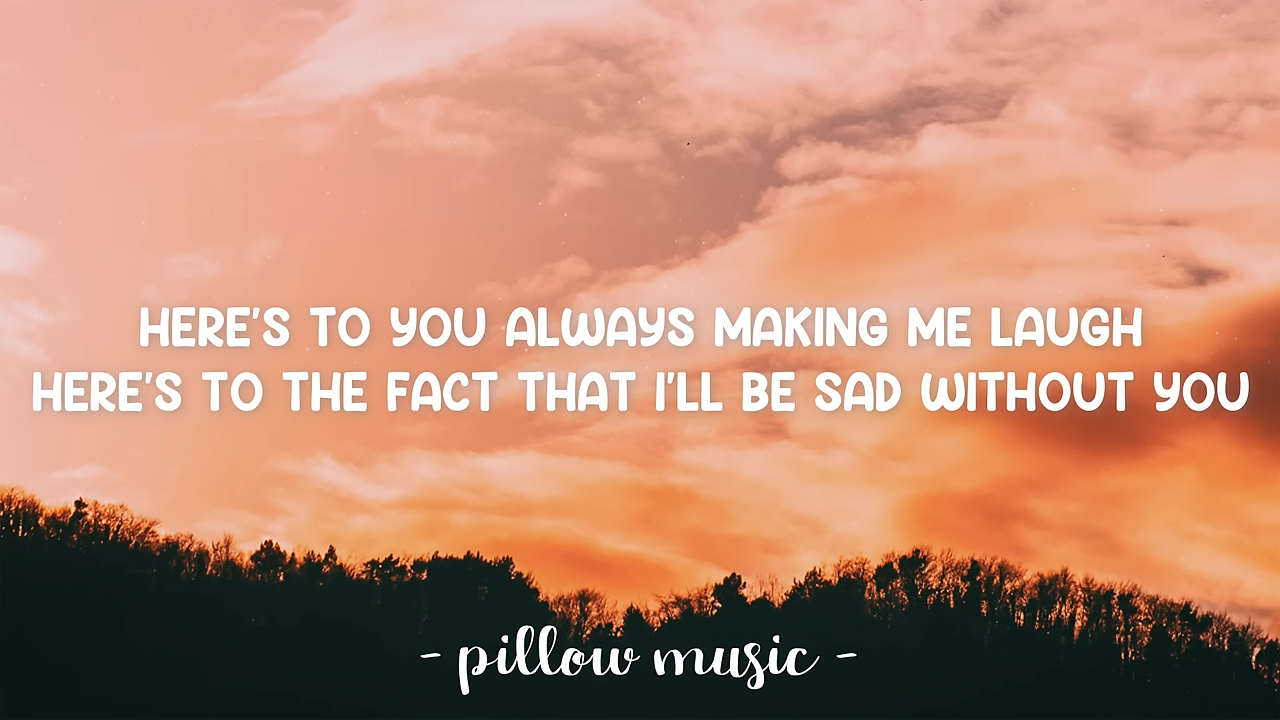 HERE'S TO YOU ALWAYS MAKING ME LAUGH
HERE'S TO THE FACT THAT I'LL BE SAD WITHOUT YOU
- pillow music -